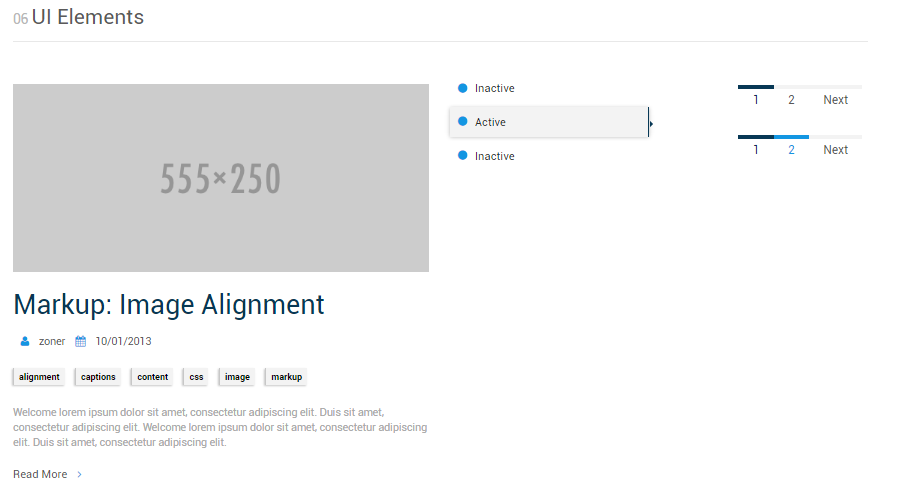 06 UI Elements
555×250
Markup: Image Alignment
zoner 10/01/2013
alignment captions content css image markup
Welcome lorem ipsum dolor sit amet, consectetur adipiscing elit. Duis sit amet,
consectetur adipiscing elit. Welcome lorem ipsum dolor sit amet, consectetur adipiscing
elit. Duis sit amet, consectetur adipiscing elit.
Read More
Inactive
Active
Inactive
1 2 Next
1 2 Next